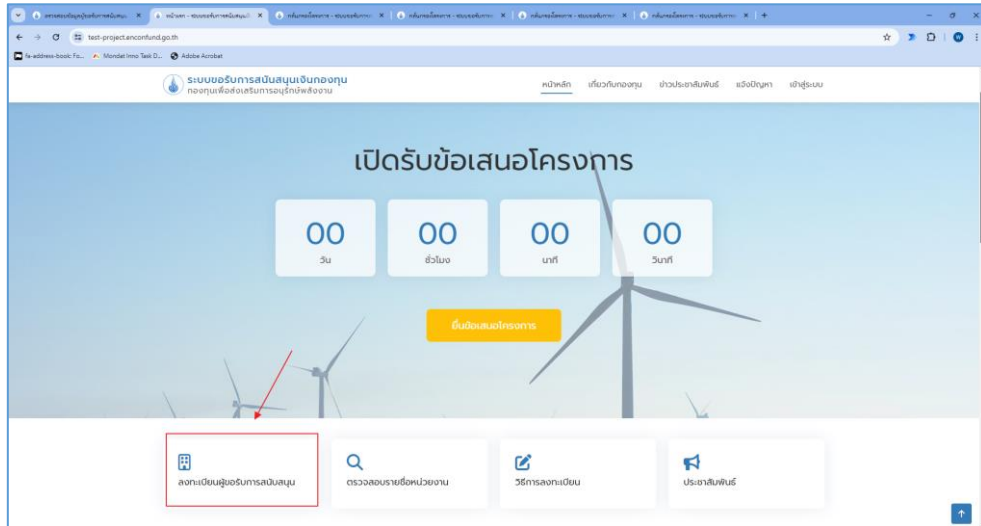 test-project.enconfund.go.th
fa-address-book: Fo...
Mondat Inno Task D...
Adobe Acrobat
ระบบขอรับการสนับสนุนเงินกองทุน
กองทุนเพื่อส่งเสริมการอนุรักษ์พลังงาน
หน้าหลัก
เกี่ยวกับกองทุน
ข่าวประชาสัมพันธ์
แจ้งปัญหา
เข้าสู่ระบบ
เปิดรับข้อเสนอโครงการ
00 00 00 00
วัน ชั่วโมง นาที วินาที
ยื่นข้อเสนอโครงการ
ลงทะเบียนผู้ขอรับการสนับสนุน
ตรวจสอบรายชื่อหน่วยงาน
วิธีการลงทะเบียน
ประชาสัมพันธ์